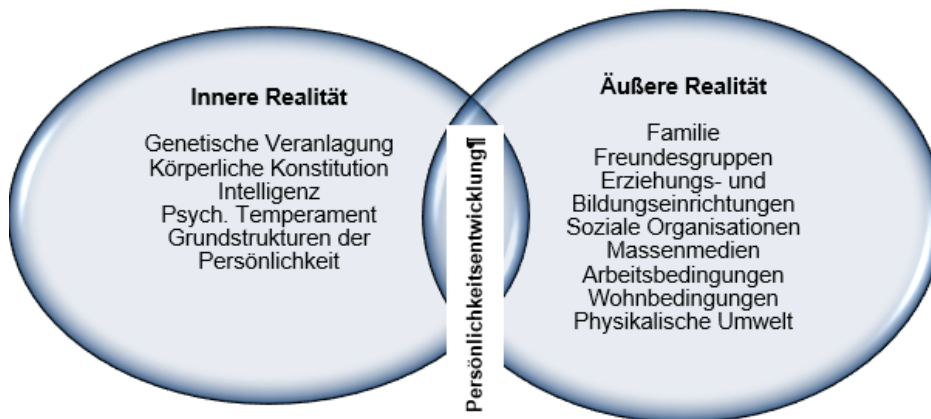 Innere Realität
Genetische Veranlagung
Körperliche Konstitution
Intelligenz
Psych. Temperament
Grundstrukturen der
Persönlichkeit
Persönlichkeitsentwicklung¶
Äußere Realität
Familie
Freundesgruppen
Erziehungs- und
Bildungseinrichtungen
Soziale Organisationen
Massenmedien
Arbeitsbedingungen
Wohnbedingungen
Physikalische Umwelt